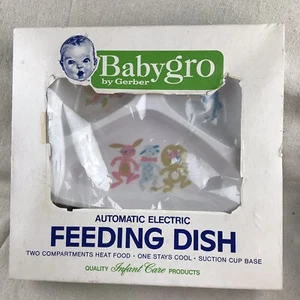 Babygro
by Gerber
AUTOMATIC ELECTRIC
FEEDING DISH
TWO COMPARTMENTS HEAT FOOD · ONE STAYS COOL · SUCTION CUP BASE
QUALITY Infant Care PRODUCTS